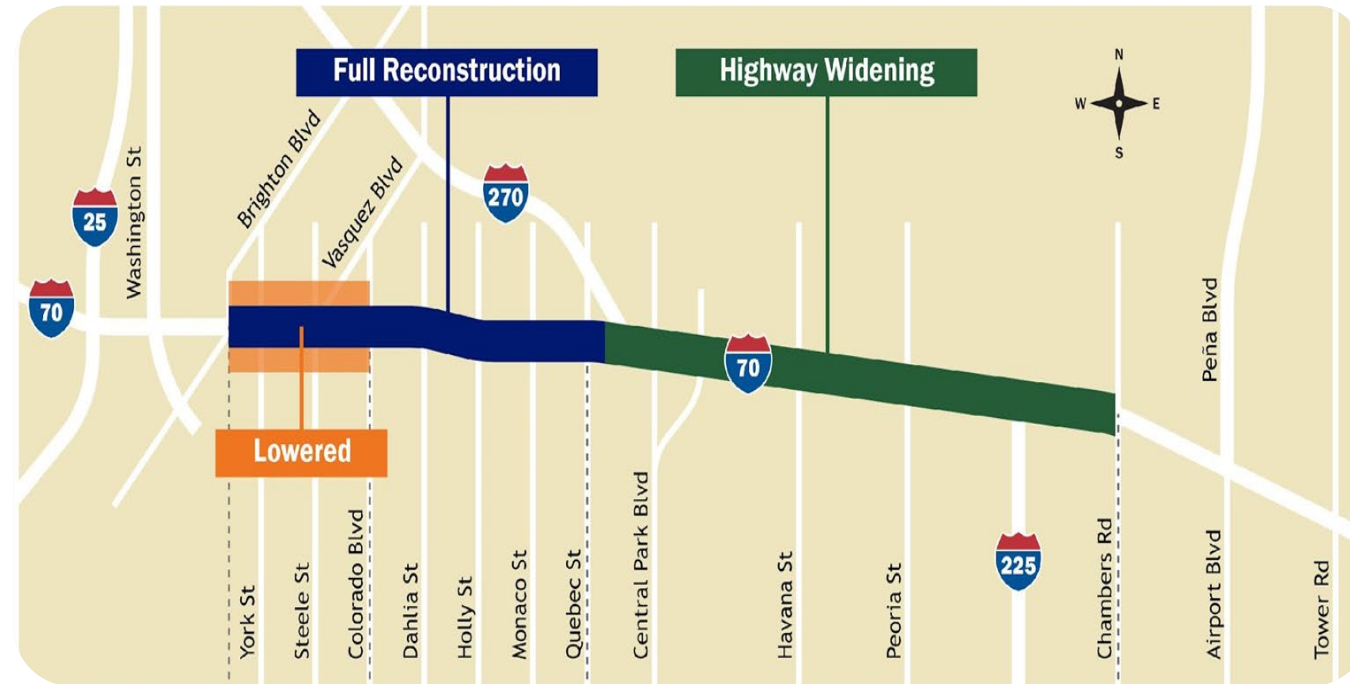 Full Reconstruction
Highway Widening
N
W
E
S
Brighton Blvd
Vasquez Blvd
Washington St
270
25
70
70
Peña Blvd
Lowered
225
York St
Steele St
Colorado Blvd
Dahlia St
Holly St
Monaco St
Quebec St
Central Park Blvd
Havana St
Peoria St
Chambers Rd
Airport Blvd
Tower Rd